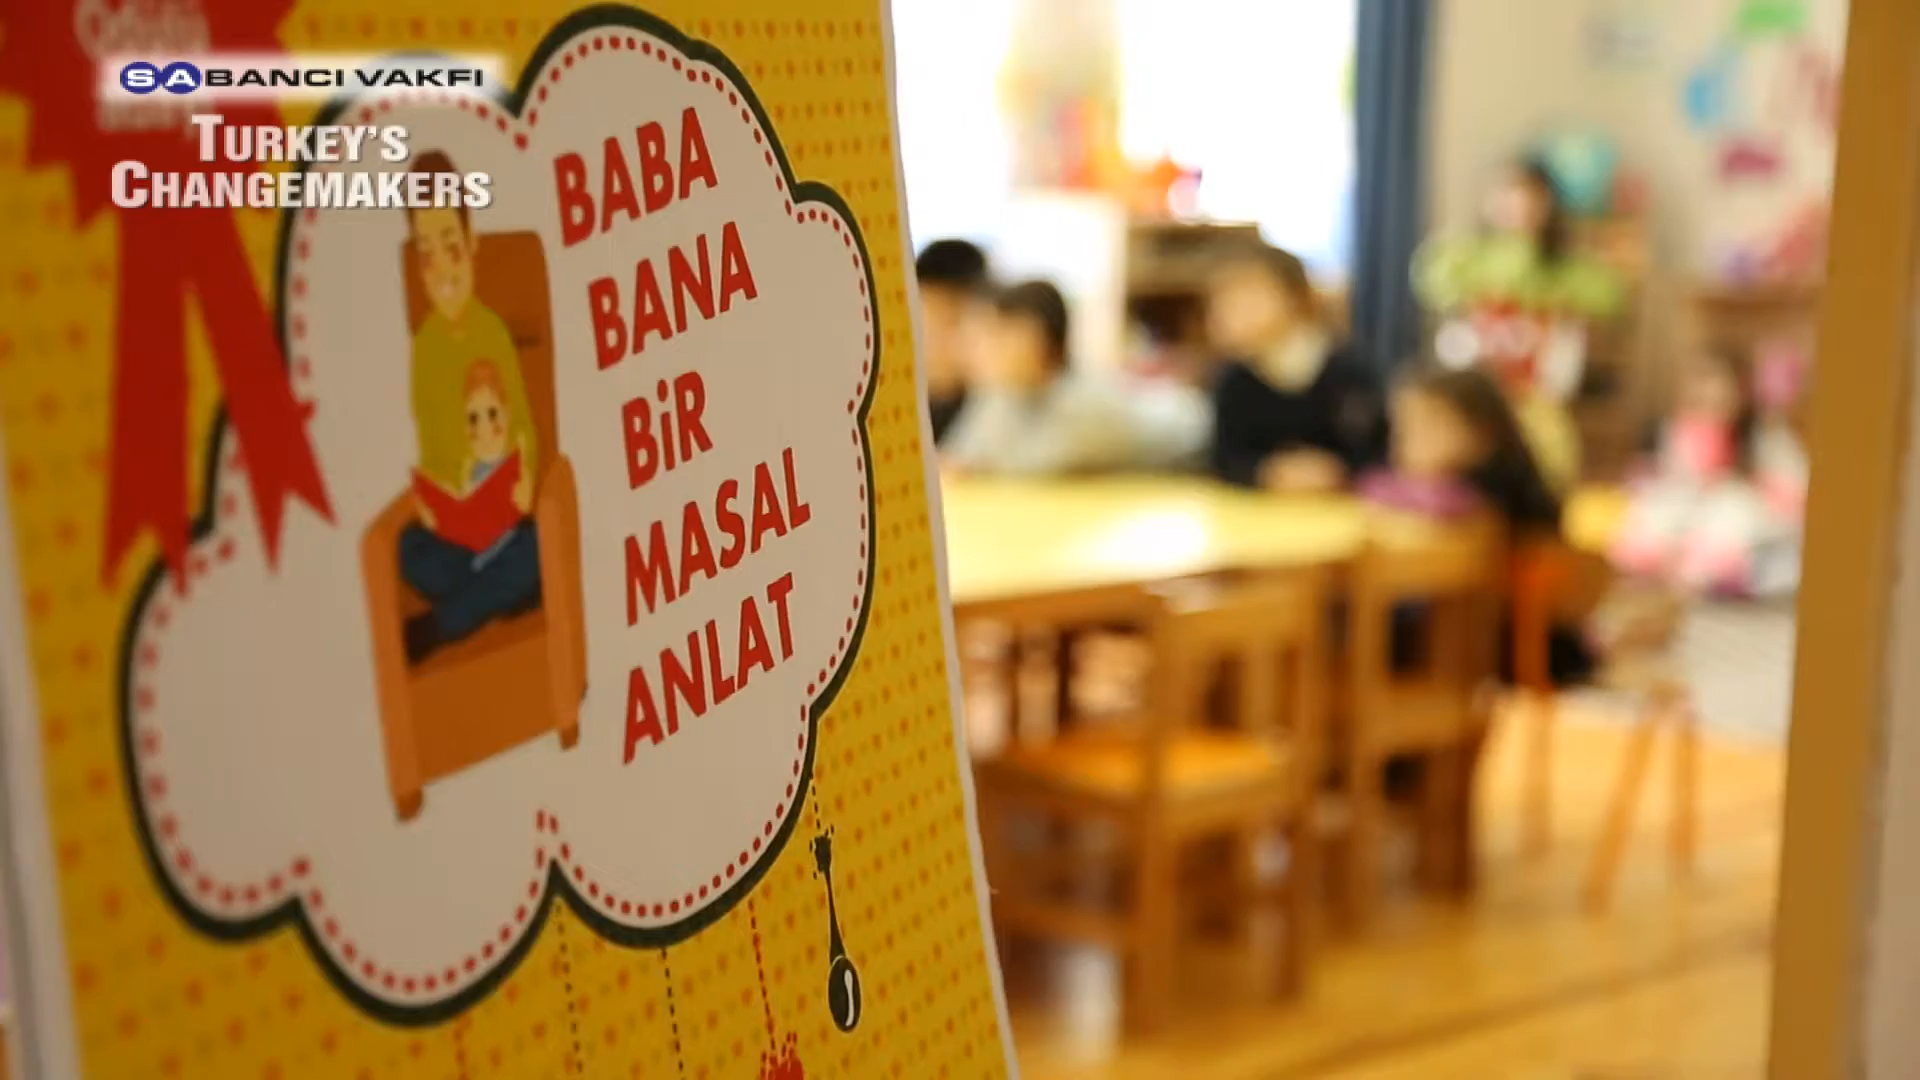 SABANCI VAKFI
TURKEY'S
CHANGEMAKERS
BABA
BANA
BiR
MASAL
ANLAT